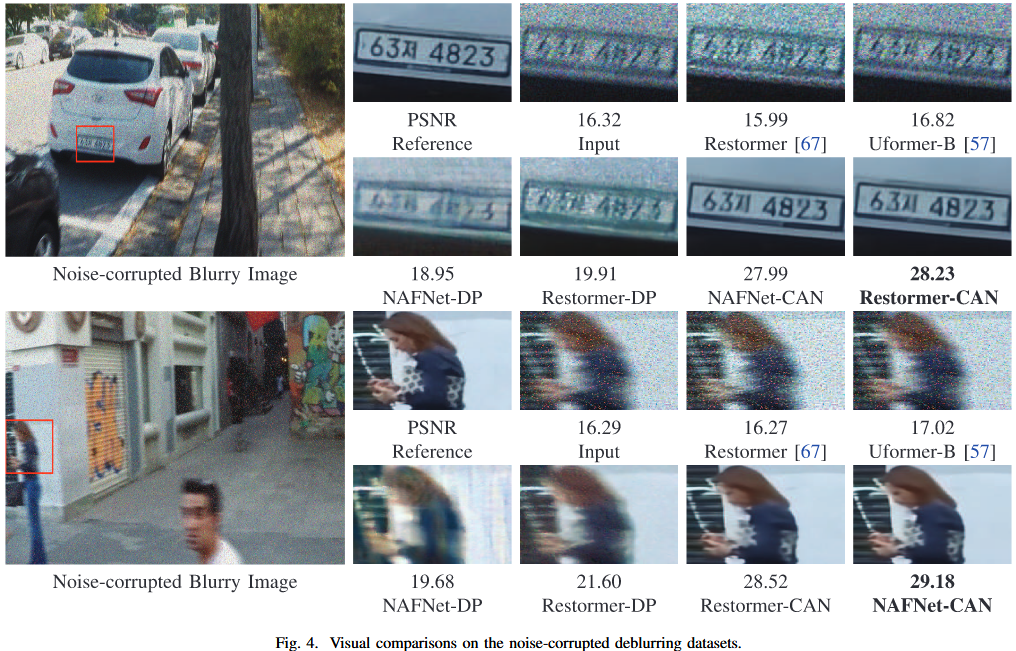 63저 4823
PSNR
Reference
16.32
Input
15.99
Restormer [67]
16.82
Uformer-B [57]
63저 4823
63저 4823
Noise-corrupted Blurry Image
18.95
NAFNet-DP
19.91
Restormer-DP
27.99
NAFNet-CAN
28.23
Restormer-CAN
PSNR
Reference
16.29
Input
16.27
Restormer [67]
17.02
Uformer-B [57]
Noise-corrupted Blurry Image
19.68
NAFNet-DP
21.60
Restormer-DP
28.52
Restormer-CAN
29.18
NAFNet-CAN
Fig. 4. Visual comparisons on the noise-corrupted deblurring datasets.